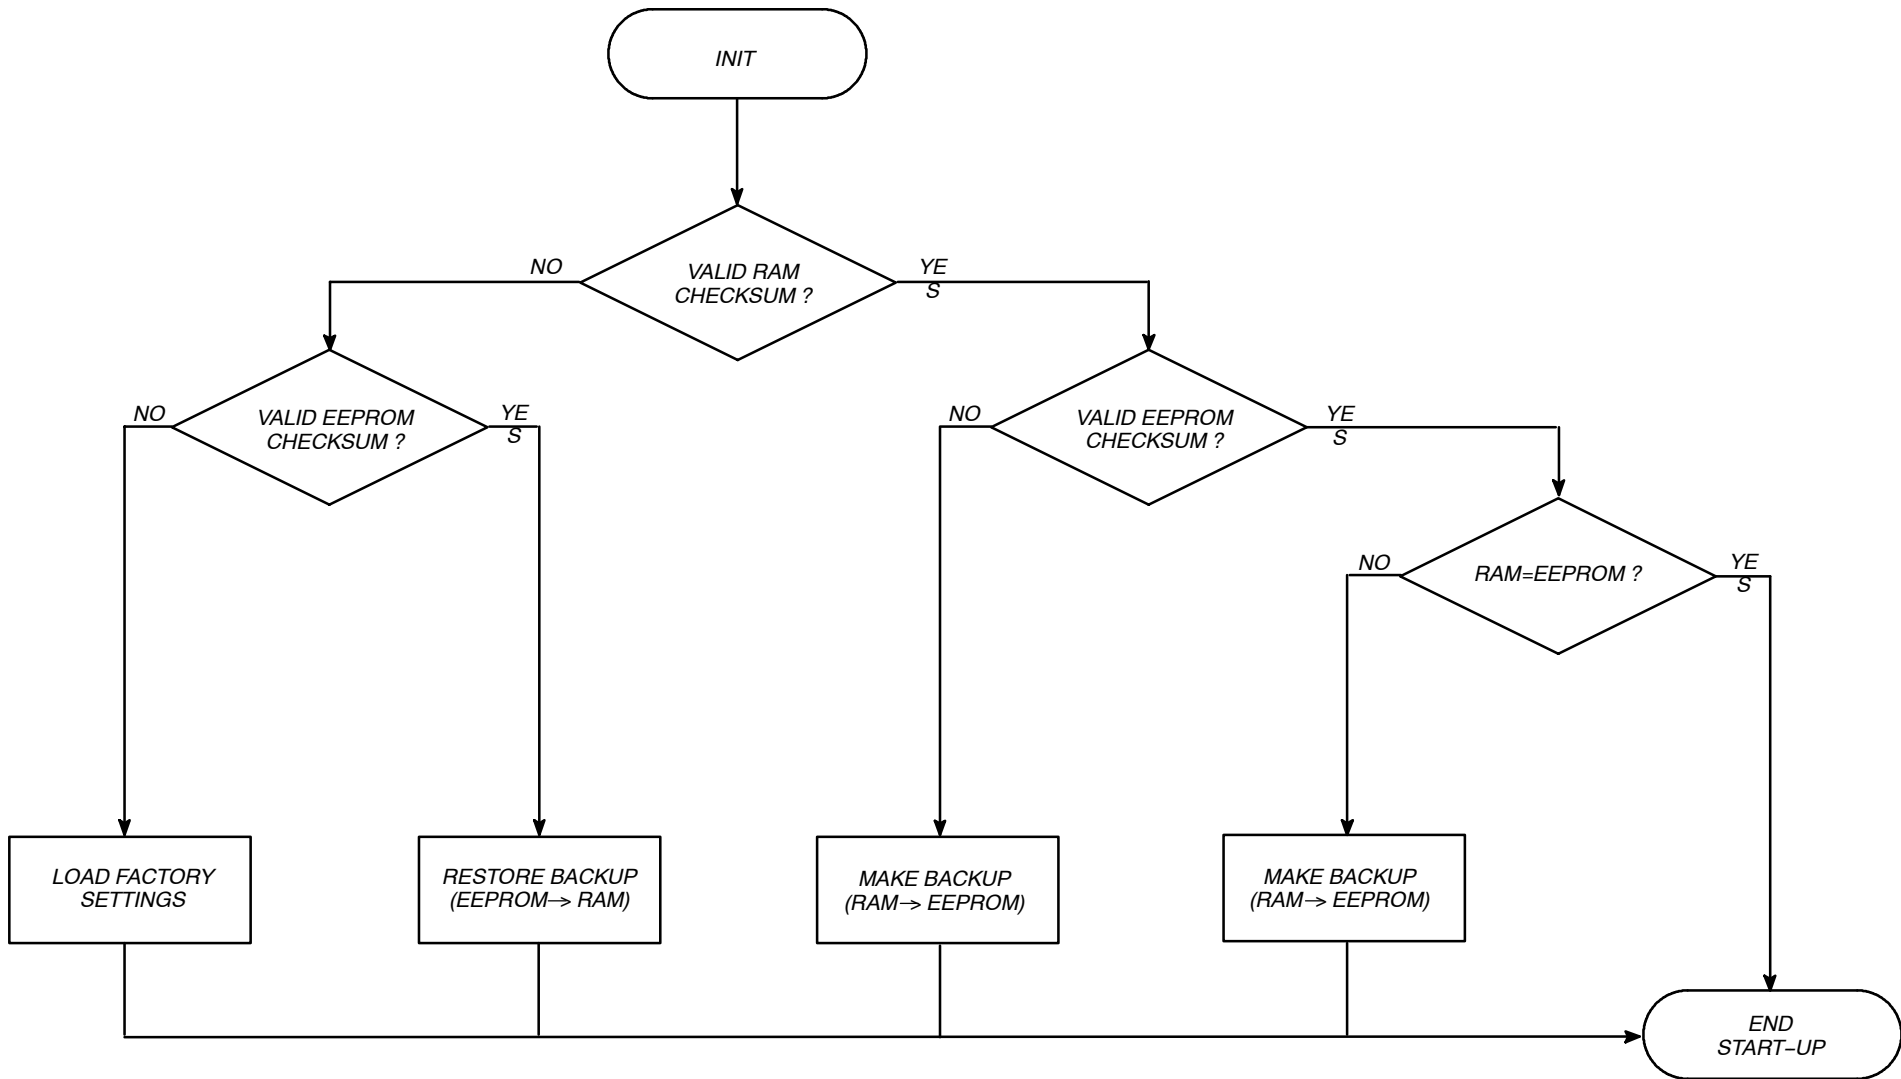 INIT
NO
VALID RAM
CHECKSUM ?
YE
S
NO
VALID EEPROM
CHECKSUM ?
YE
S
NO
VALID EEPROM
CHECKSUM ?
YE
S
NO
RAM=EEPROM ?
YE
S
LOAD FACTORY
SETTINGS
RESTORE BACKUP
(EEPROM–> RAM)
MAKE BACKUP
(RAM–> EEPROM)
MAKE BACKUP
(RAM–> EEPROM)
END
START–UP